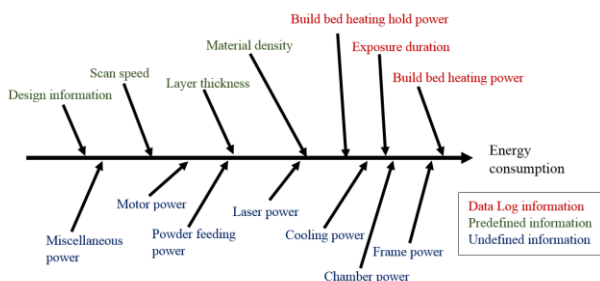 Build bed heating hold power
Material density
Exposure duration
Scan speed
Build bed heating power
Layer thickness
Design information
Energy
consumption
Motor power
Laser power
Data Log information
Predefined information
Undefined information
Miscellaneous
power
Powder feeding
power
Cooling power
Frame power
Chamber power